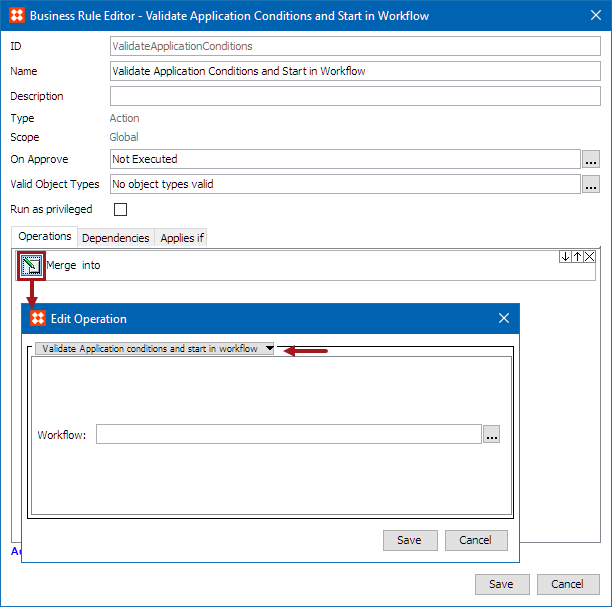 Business Rule Editor - Validate Application Conditions and Start in Workflow
ID ValidateApplicationConditions
Name Validate Application Conditions and Start in Workflow
Description
Type Action
Scope Global
On Approve Not Executed ...
Valid Object Types No object types valid ...
Run as privileged
Operations Dependencies Applies if
Merge into
Edit Operation
Validate Application conditions and start in workflow
Workflow: ...
Save Cancel
Save Cancel